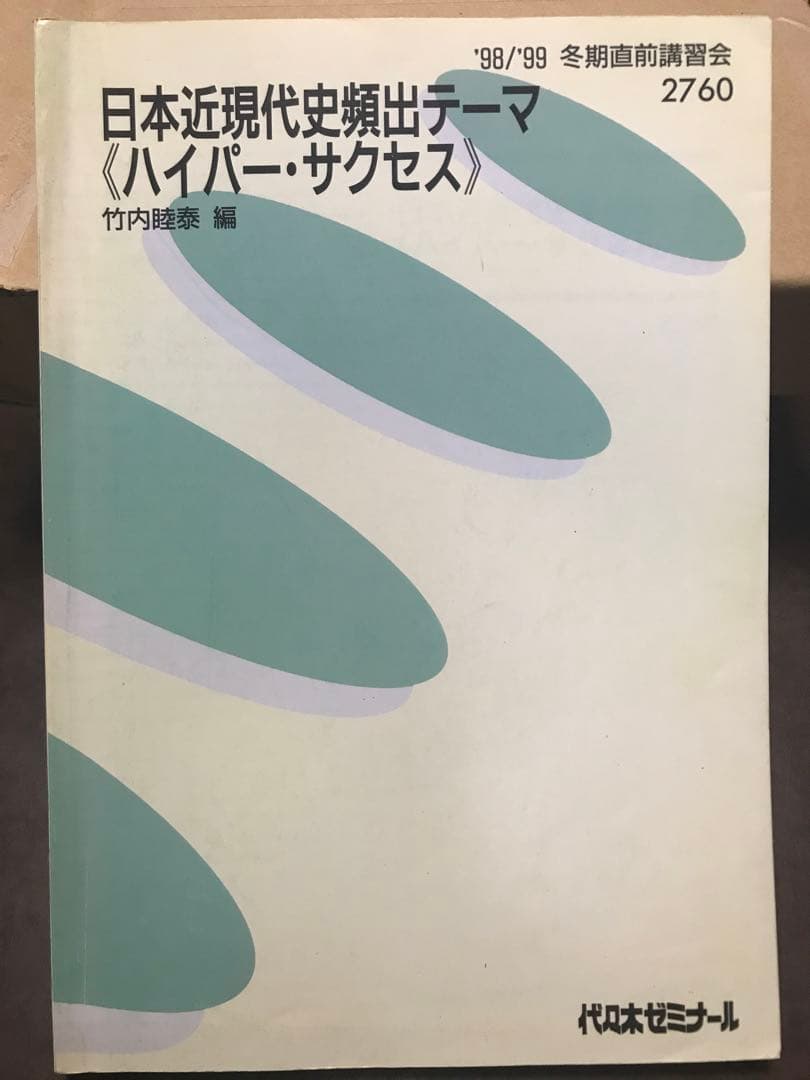 '98/'99 冬期直前講習会
2760
日本近現代史頻出テーマ
《ハイパー・サクセス》
竹内睦泰 編
代々木ゼミナール